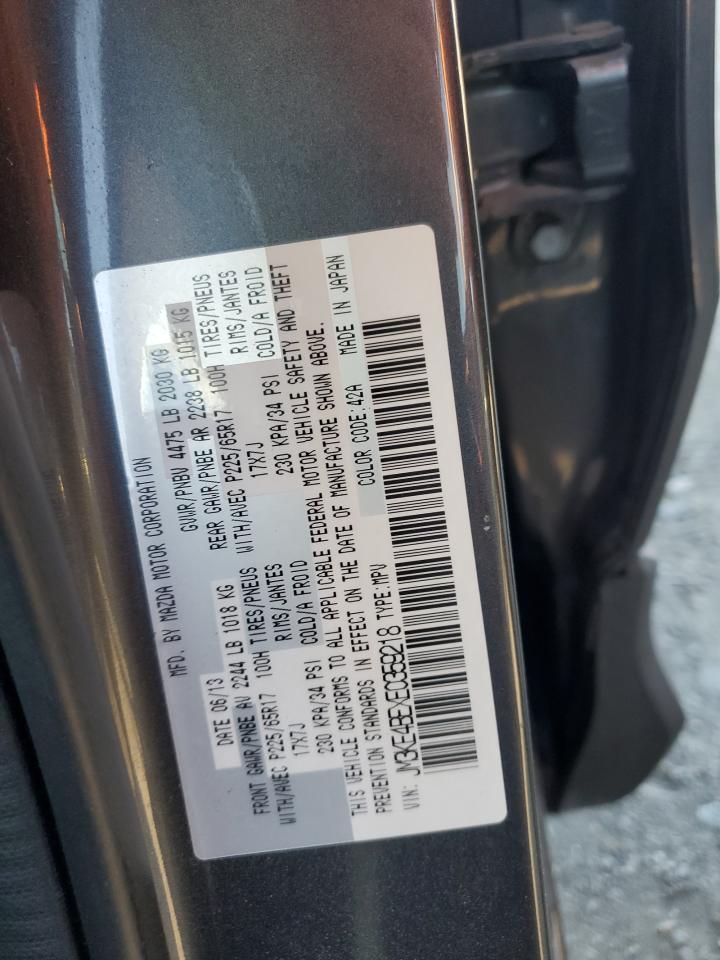 MFD. BY MAZDA MOTOR CORPORATION
DATE 06/13 GVWR/PNBV 4475 LB 2030 KG
FRONT GAWR/PNBE AV 2244 LB 1018 KG REAR GAWR/PNBE AR 2238 LB 1015 KG
WITH/AVEC P225/65R17 100H TIRES/PNEUS WITH/AVEC P225/65R17 100H TIRES/PNEUS
17X7J RIMS/JANTES 17X7J RIMS/JANTES
230 KPA/34 PSI COLD/A FROID 230 KPA/34 PSI COLD/A FROID
THIS VEHICLE CONFORMS TO ALL APPLICABLE FEDERAL MOTOR VEHICLE SAFETY AND THEFT
PREVENTION STANDARDS IN EFFECT ON THE DATE OF MANUFACTURE SHOWN ABOVE.
VIN: JM3KE4BEXE0359218 TYPE:MPV COLOR CODE:42A MADE IN JAPAN